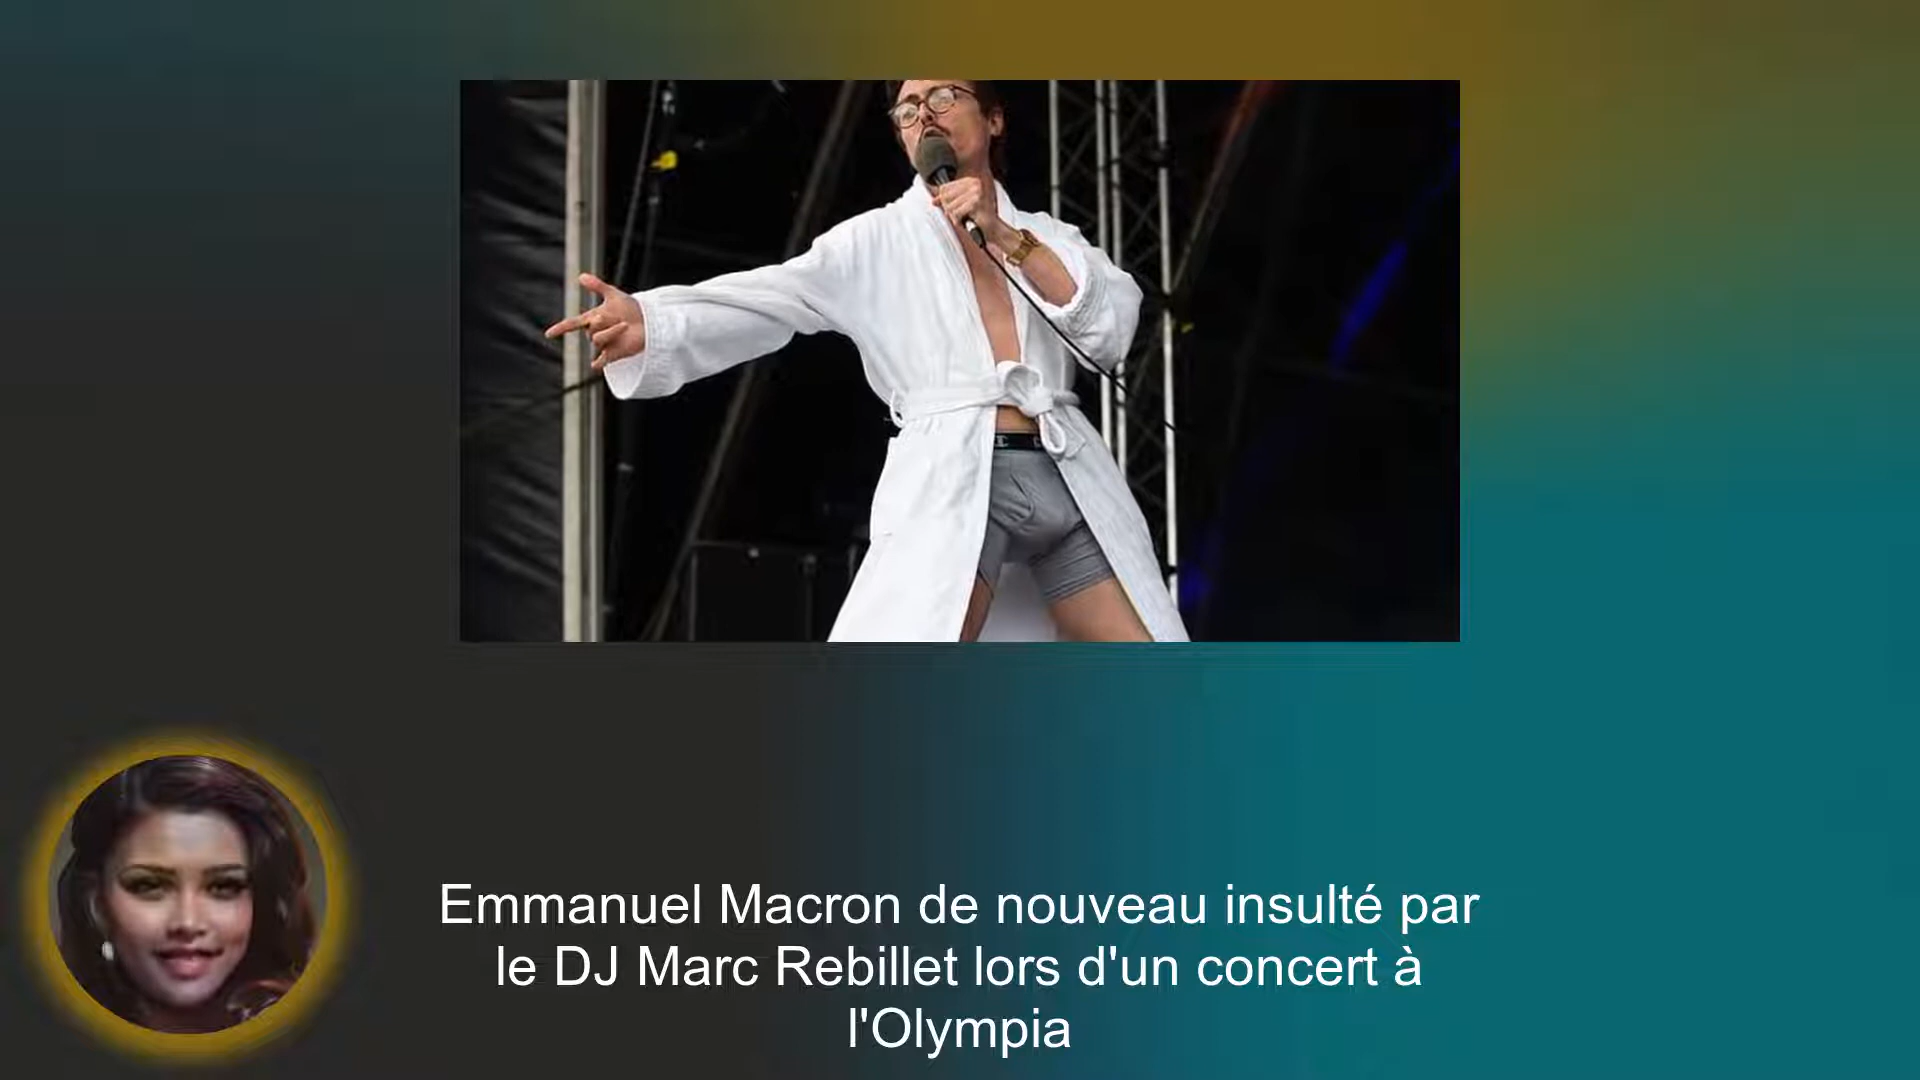 Emmanuel Macron de nouveau insulté par
le DJ Marc Rebillet lors d'un concert à
l'Olympia